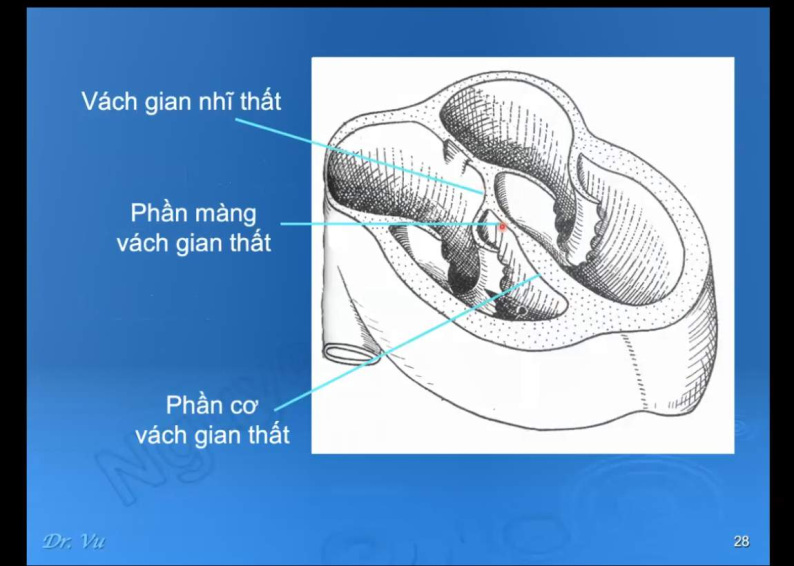 Vách gian nhĩ thất
Phần màng
vách gian thất
Phần cơ
vách gian thất
Dr. Vu
28